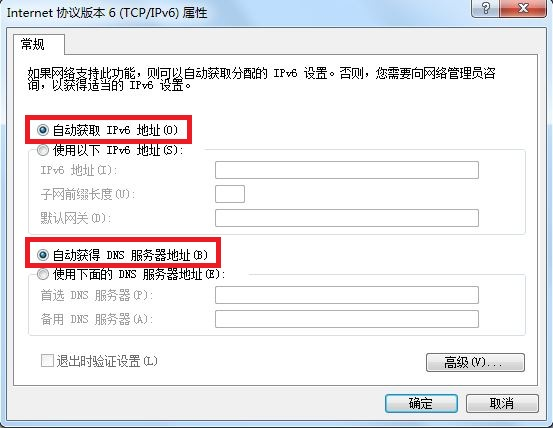 Internet 协议版本 6 (TCP/IPv6) 属性
常规
如果网络支持此功能，则可以自动获取分配的 IPv6 设置。否则，您需要向网络管理员咨
询，以获得适当的 IPv6 设置。
自动获取 IPv6 地址(O)
使用以下 IPv6 地址(S):
IPv6 地址(I):
子网前缀长度(U):
默认网关(D):
自动获得 DNS 服务器地址(B)
使用下面的 DNS 服务器地址(E):
首选 DNS 服务器(P):
备用 DNS 服务器(A):
退出时验证设置(L)
高级(V)...
确定
取消